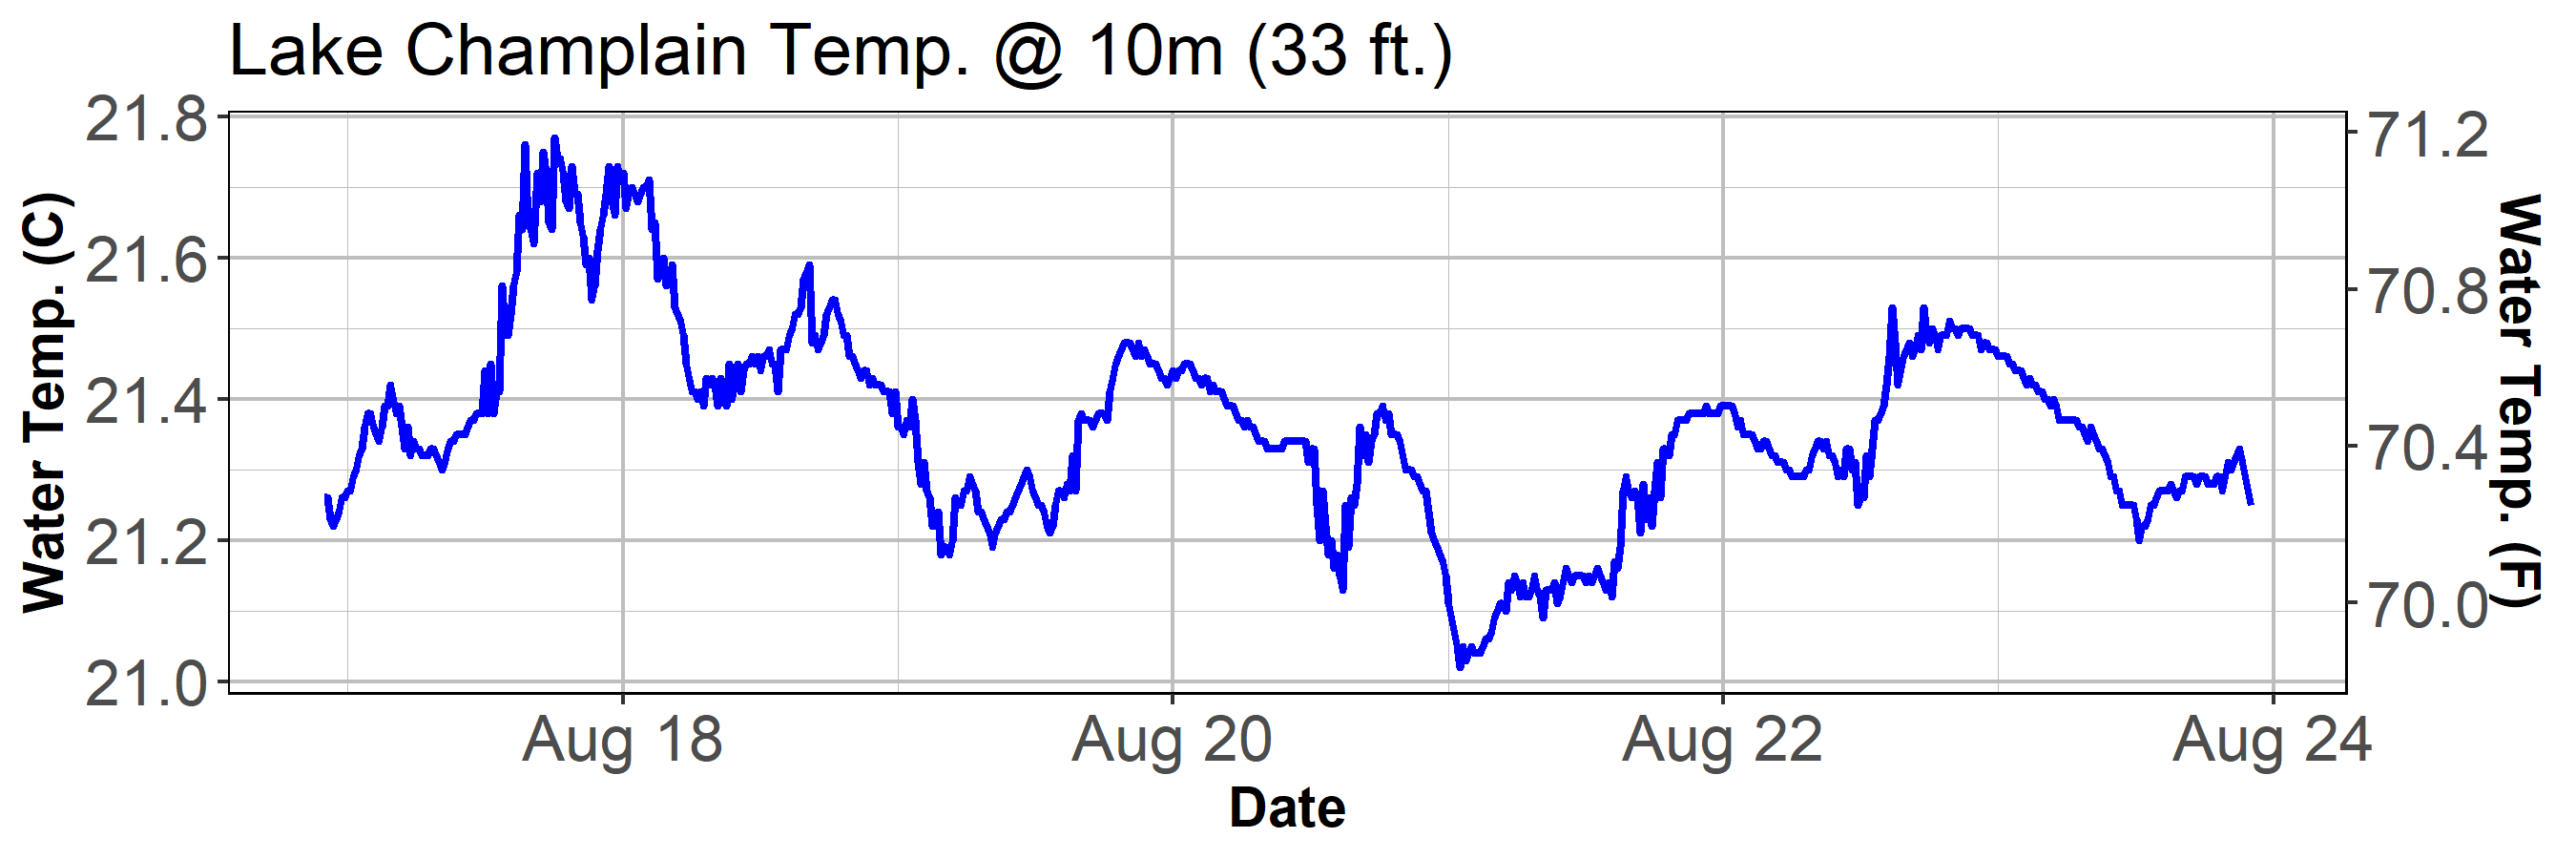 Lake Champlain Temp. @ 10m (33 ft.)
Water Temp. (C)
21.8
21.6
21.4
21.2
21.0
71.2
70.8
70.4
70.0
Water Temp. (F)
Aug 18 Aug 20 Aug 22 Aug 24
Date